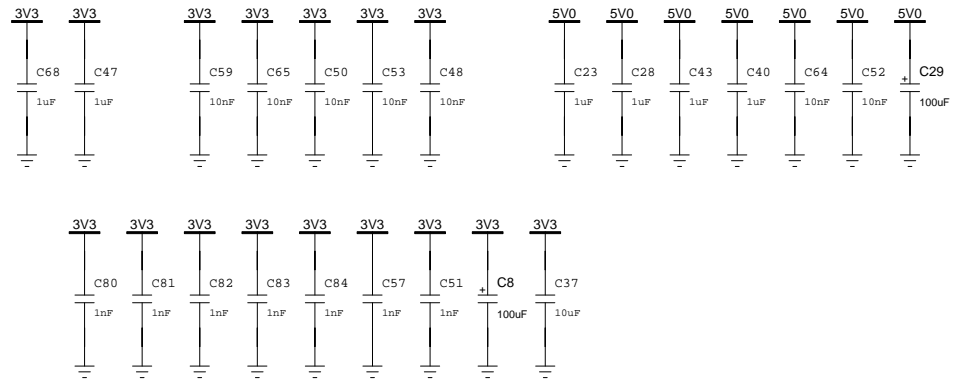 3V3 3V3 3V3 3V3 3V3 3V3 3V3 5V0 5V0 5V0 5V0 5V0 5V0 5V0
C68 C47 C59 C65 C50 C53 C48 C23 C28 C43 C40 C64 C52 + C29
1uF 1uF 10nF 10nF 10nF 10nF 10nF 1uF 1uF 1uF 1uF 10nF 10nF 100uF
3V3 3V3 3V3 3V3 3V3 3V3 3V3 3V3 3V3
C80 C81 C82 C83 C84 C57 C51 + C8 C37
1nF 1nF 1nF 1nF 1nF 1nF 1nF 100uF 10uF